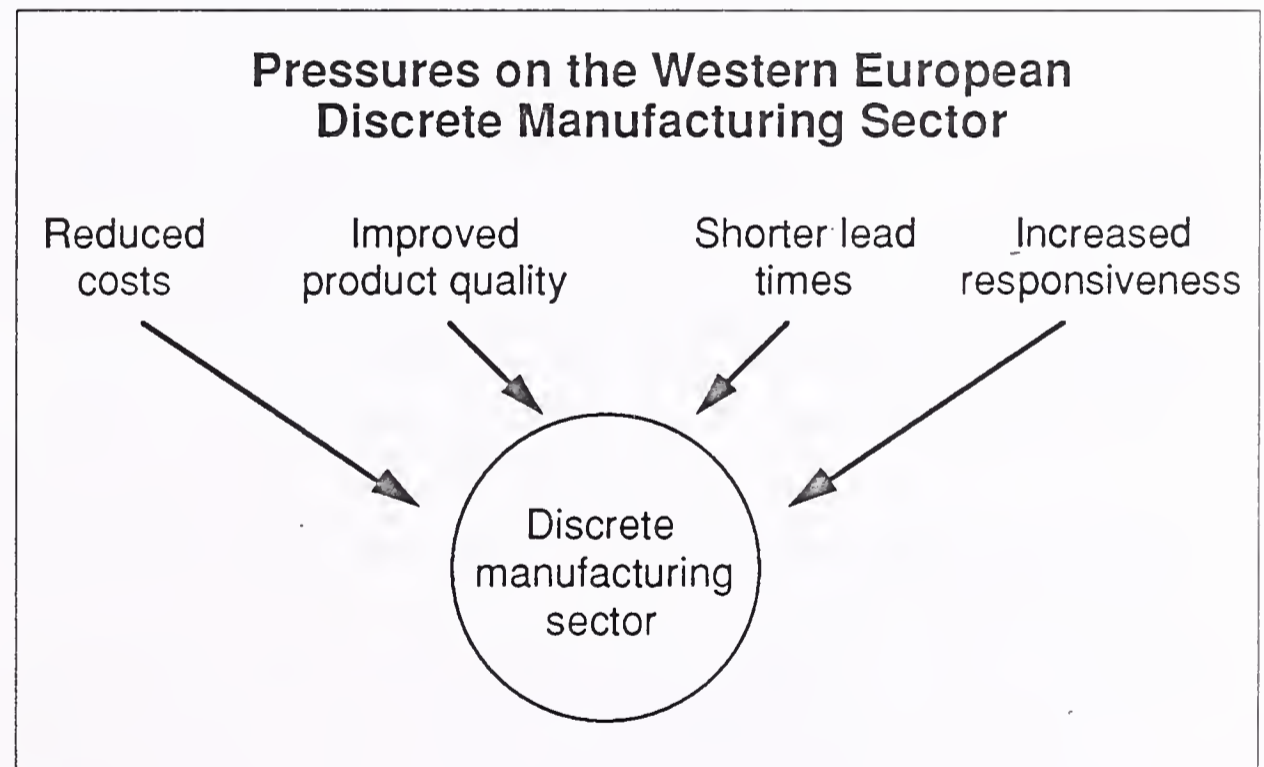 Pressures on the Western European
Discrete Manufacturing Sector
Reduced
costs
Improved
product quality
Shorter lead
times
Increased
responsiveness
Discrete
manufacturing
sector